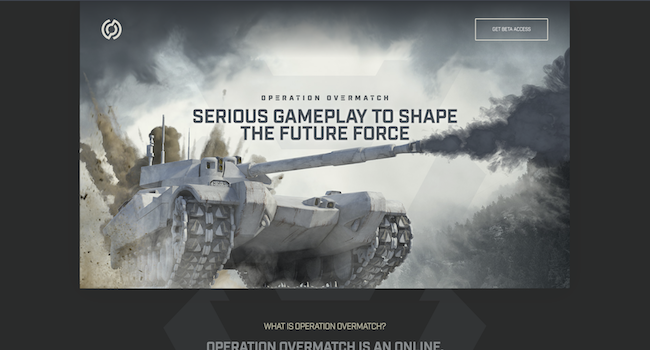 GET BETA ACCESS
OPERATION OVERMATCH
SERIOUS GAMEPLAY TO SHAPE
THE FUTURE FORCE
WHAT IS OPERATION OVERMATCH?
OPERATION OVERMATCH IS AN ONLINE,